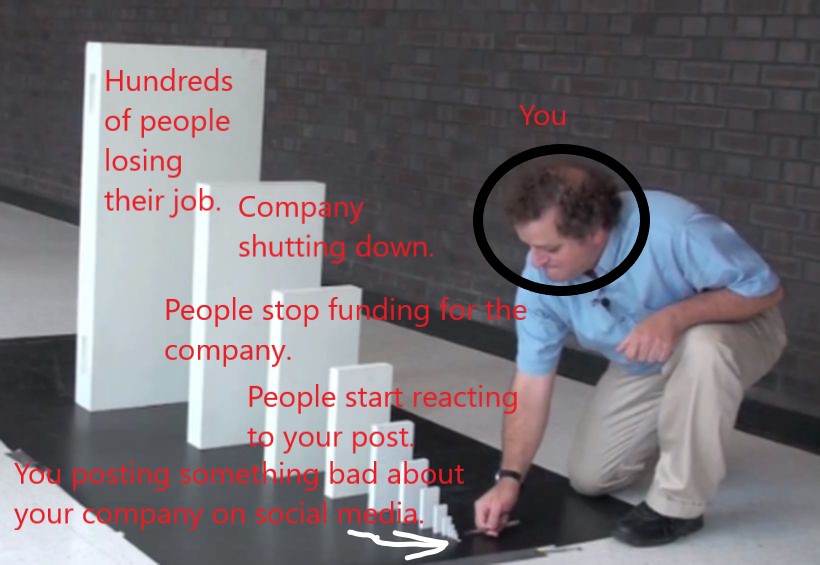 Hundreds
of people
losing
their job.
You
Company
shutting down.
People stop funding for the
company.
People start reacting
to your post.
You posting something bad about
your company on social media.